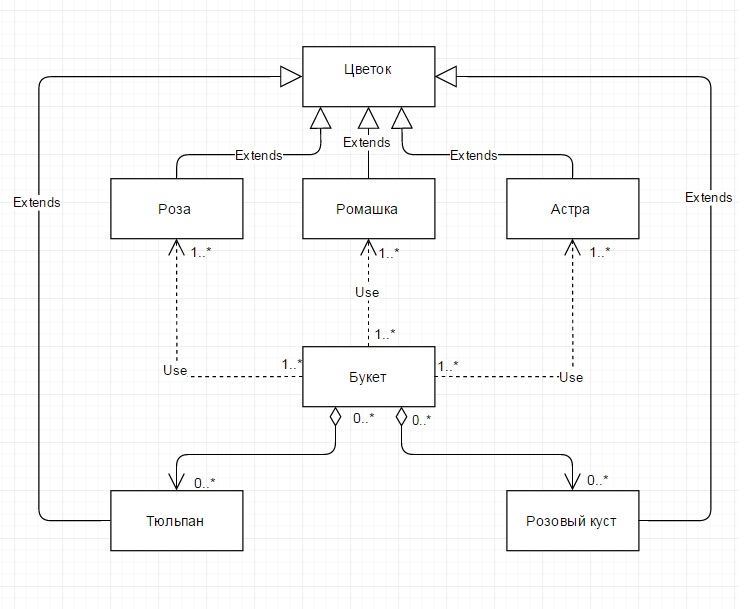 Цветок
Extends
Extends
Extends
Extends
Extends
Роза
Ромашка
Астра
1..*
1..*
1..*
Use
1..*
1..*
1..*
Use
Букет
Use
0..*
0..*
0..*
0..*
Тюльпан
Розовый куст